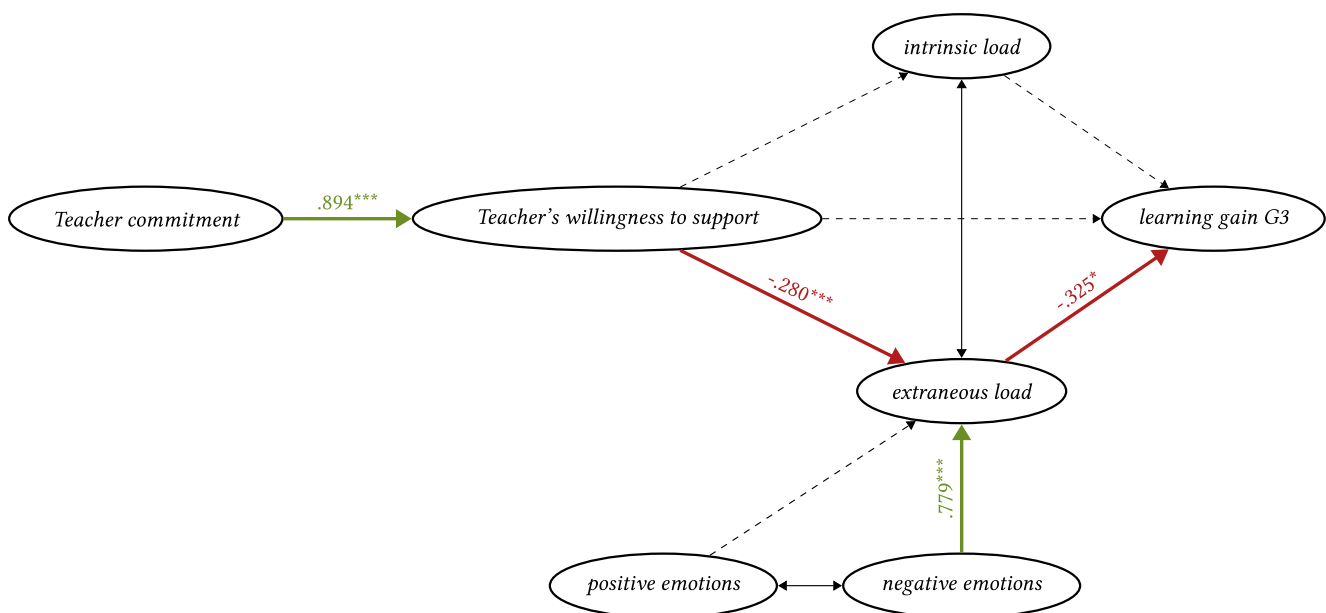 intrinsic load
.894***
Teacher commitment
Teacher's willingness to support
learning gain G3
-.280***
-.325*
extraneous load
.779***
positive emotions
negative emotions